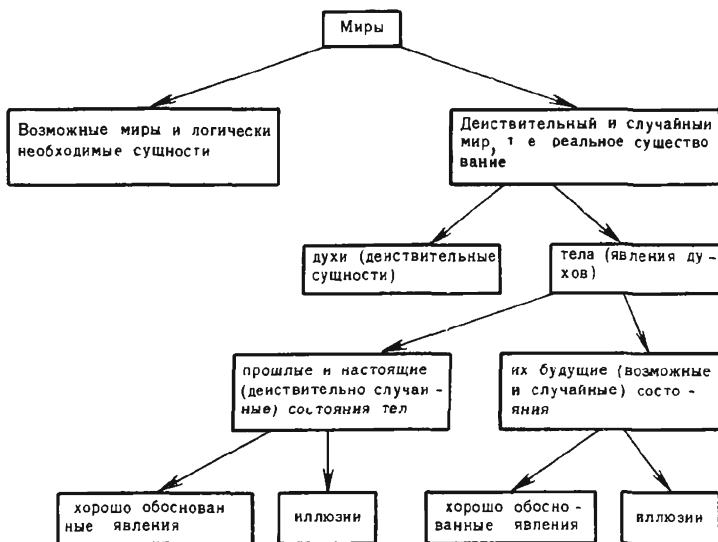 Миры
Возможные миры и логически
необходимые сущности
Действительный и случайный
мир, т е реальное существо
вание
духи (действительные
сущности)
тела (явления ду-
хов)
прошлые и настоящие
(действительно случай-
ные) состояния тел
их будущие (возможные
и случайные) состо-
яния
хорошо обоснован
ные явления
иллюзии
хорошо обосно-
ванные явления
иллюзии